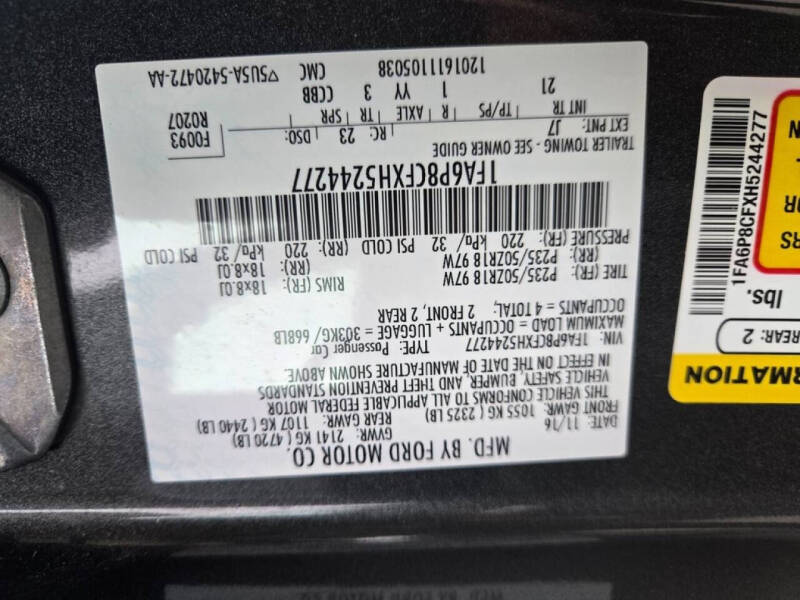 MFD. BY FORD MOTOR CO.
DATE: 11/16 GVWR: 2141 KG ( 4720 LB)
FRONT GAWR: 1055 KG ( 2325 LB) REAR GAWR: 1107 KG ( 2440 LB)
THIS VEHICLE CONFORMS TO ALL APPLICABLE FEDERAL MOTOR
VEHICLE SAFETY, BUMPER, AND THEFT PREVENTION STANDARDS
IN EFFECT ON THE DATE OF MANUFACTURE SHOWN ABOVE.
VIN: 1FA6P8CFXH5244277 TYPE: Passenger Car
MAXIMUM LOAD = OCCUPANTS + LUGGAGE = 303KG/ 668LB
OCCUPANTS = 4 TOTAL, 2 FRONT, 2 REAR
TIRE (FR): P235/50ZR18 97W RIMS (FR): 18x8.0J
(RR): P235/50ZR18 97W (RR): 18x8.0J
PRESSURE (FR): 220 kPa/ 32 PSI COLD (RR): 220 kPa/ 32 PSI COLD
1FA6P8CFXH5244277
TRAILER TOWING - SEE OWNER GUIDE
EXT PNT: J7 RC: 23 DSO: F0093
INT TR TP/PS R AXLE TR SPR R0207
21 1 YY 3 CCBB
1201611105038 CMC ▽5U5A-5420472-AA
RMATION
REAR: 2
lbs.
RS
OR
N
1FA6P8CFXH5244277